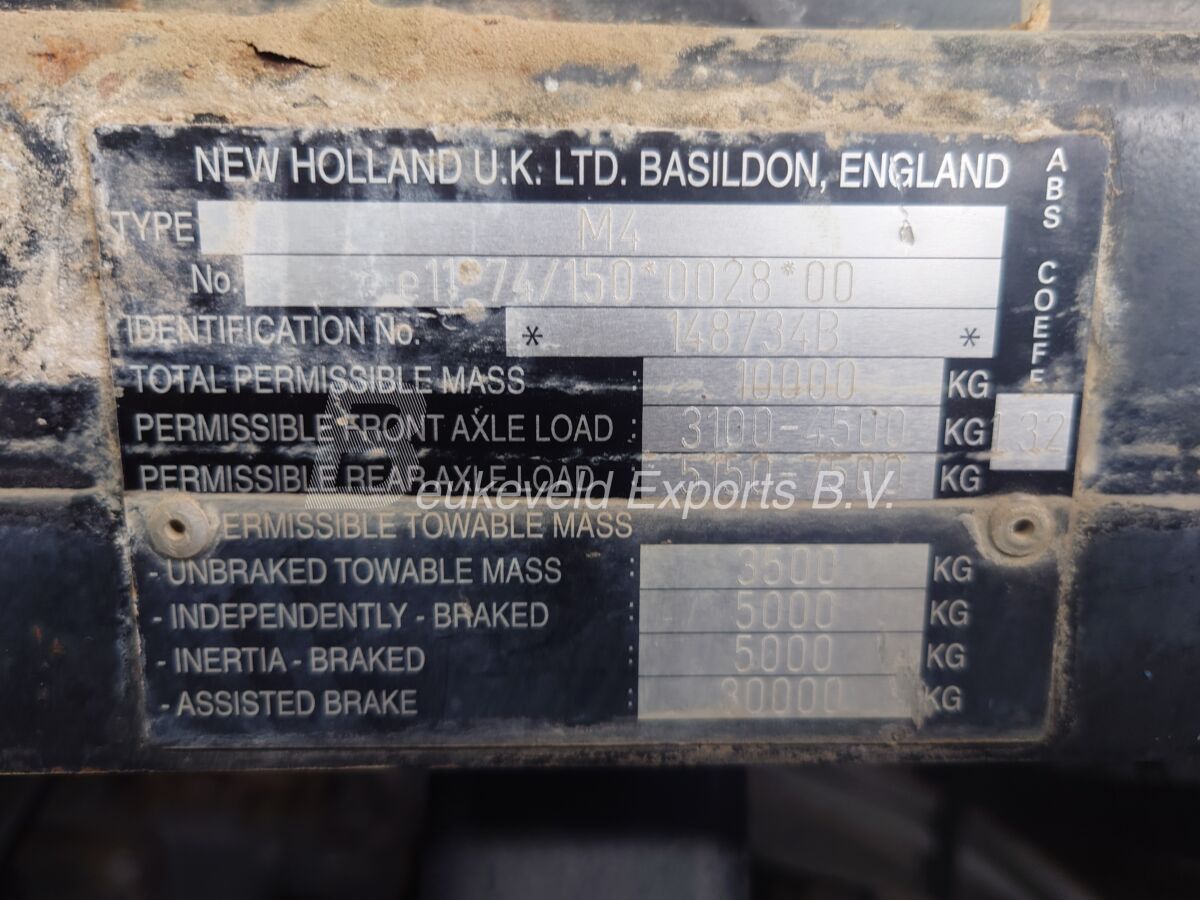 NEW HOLLAND U.K. LTD. BASILDON, ENGLAND
ABS COEFF
TYPE M4
No. e11*74/150*0028*00
IDENTIFICATION No. * 148734B *
TOTAL PERMISSIBLE MASS : 10000 KG
PERMISSIBLE FRONT AXLE LOAD : 3100-4500 KG 132
PERMISSIBLE REAR AXLE LOAD KG
Beukeveld Exports B.V.
PERMISSIBLE TOWABLE MASS
- UNBRAKED TOWABLE MASS : 3500 KG
- INDEPENDENTLY - BRAKED : 5000 KG
- INERTIA - BRAKED : 5000 KG
- ASSISTED BRAKE : 30000 KG